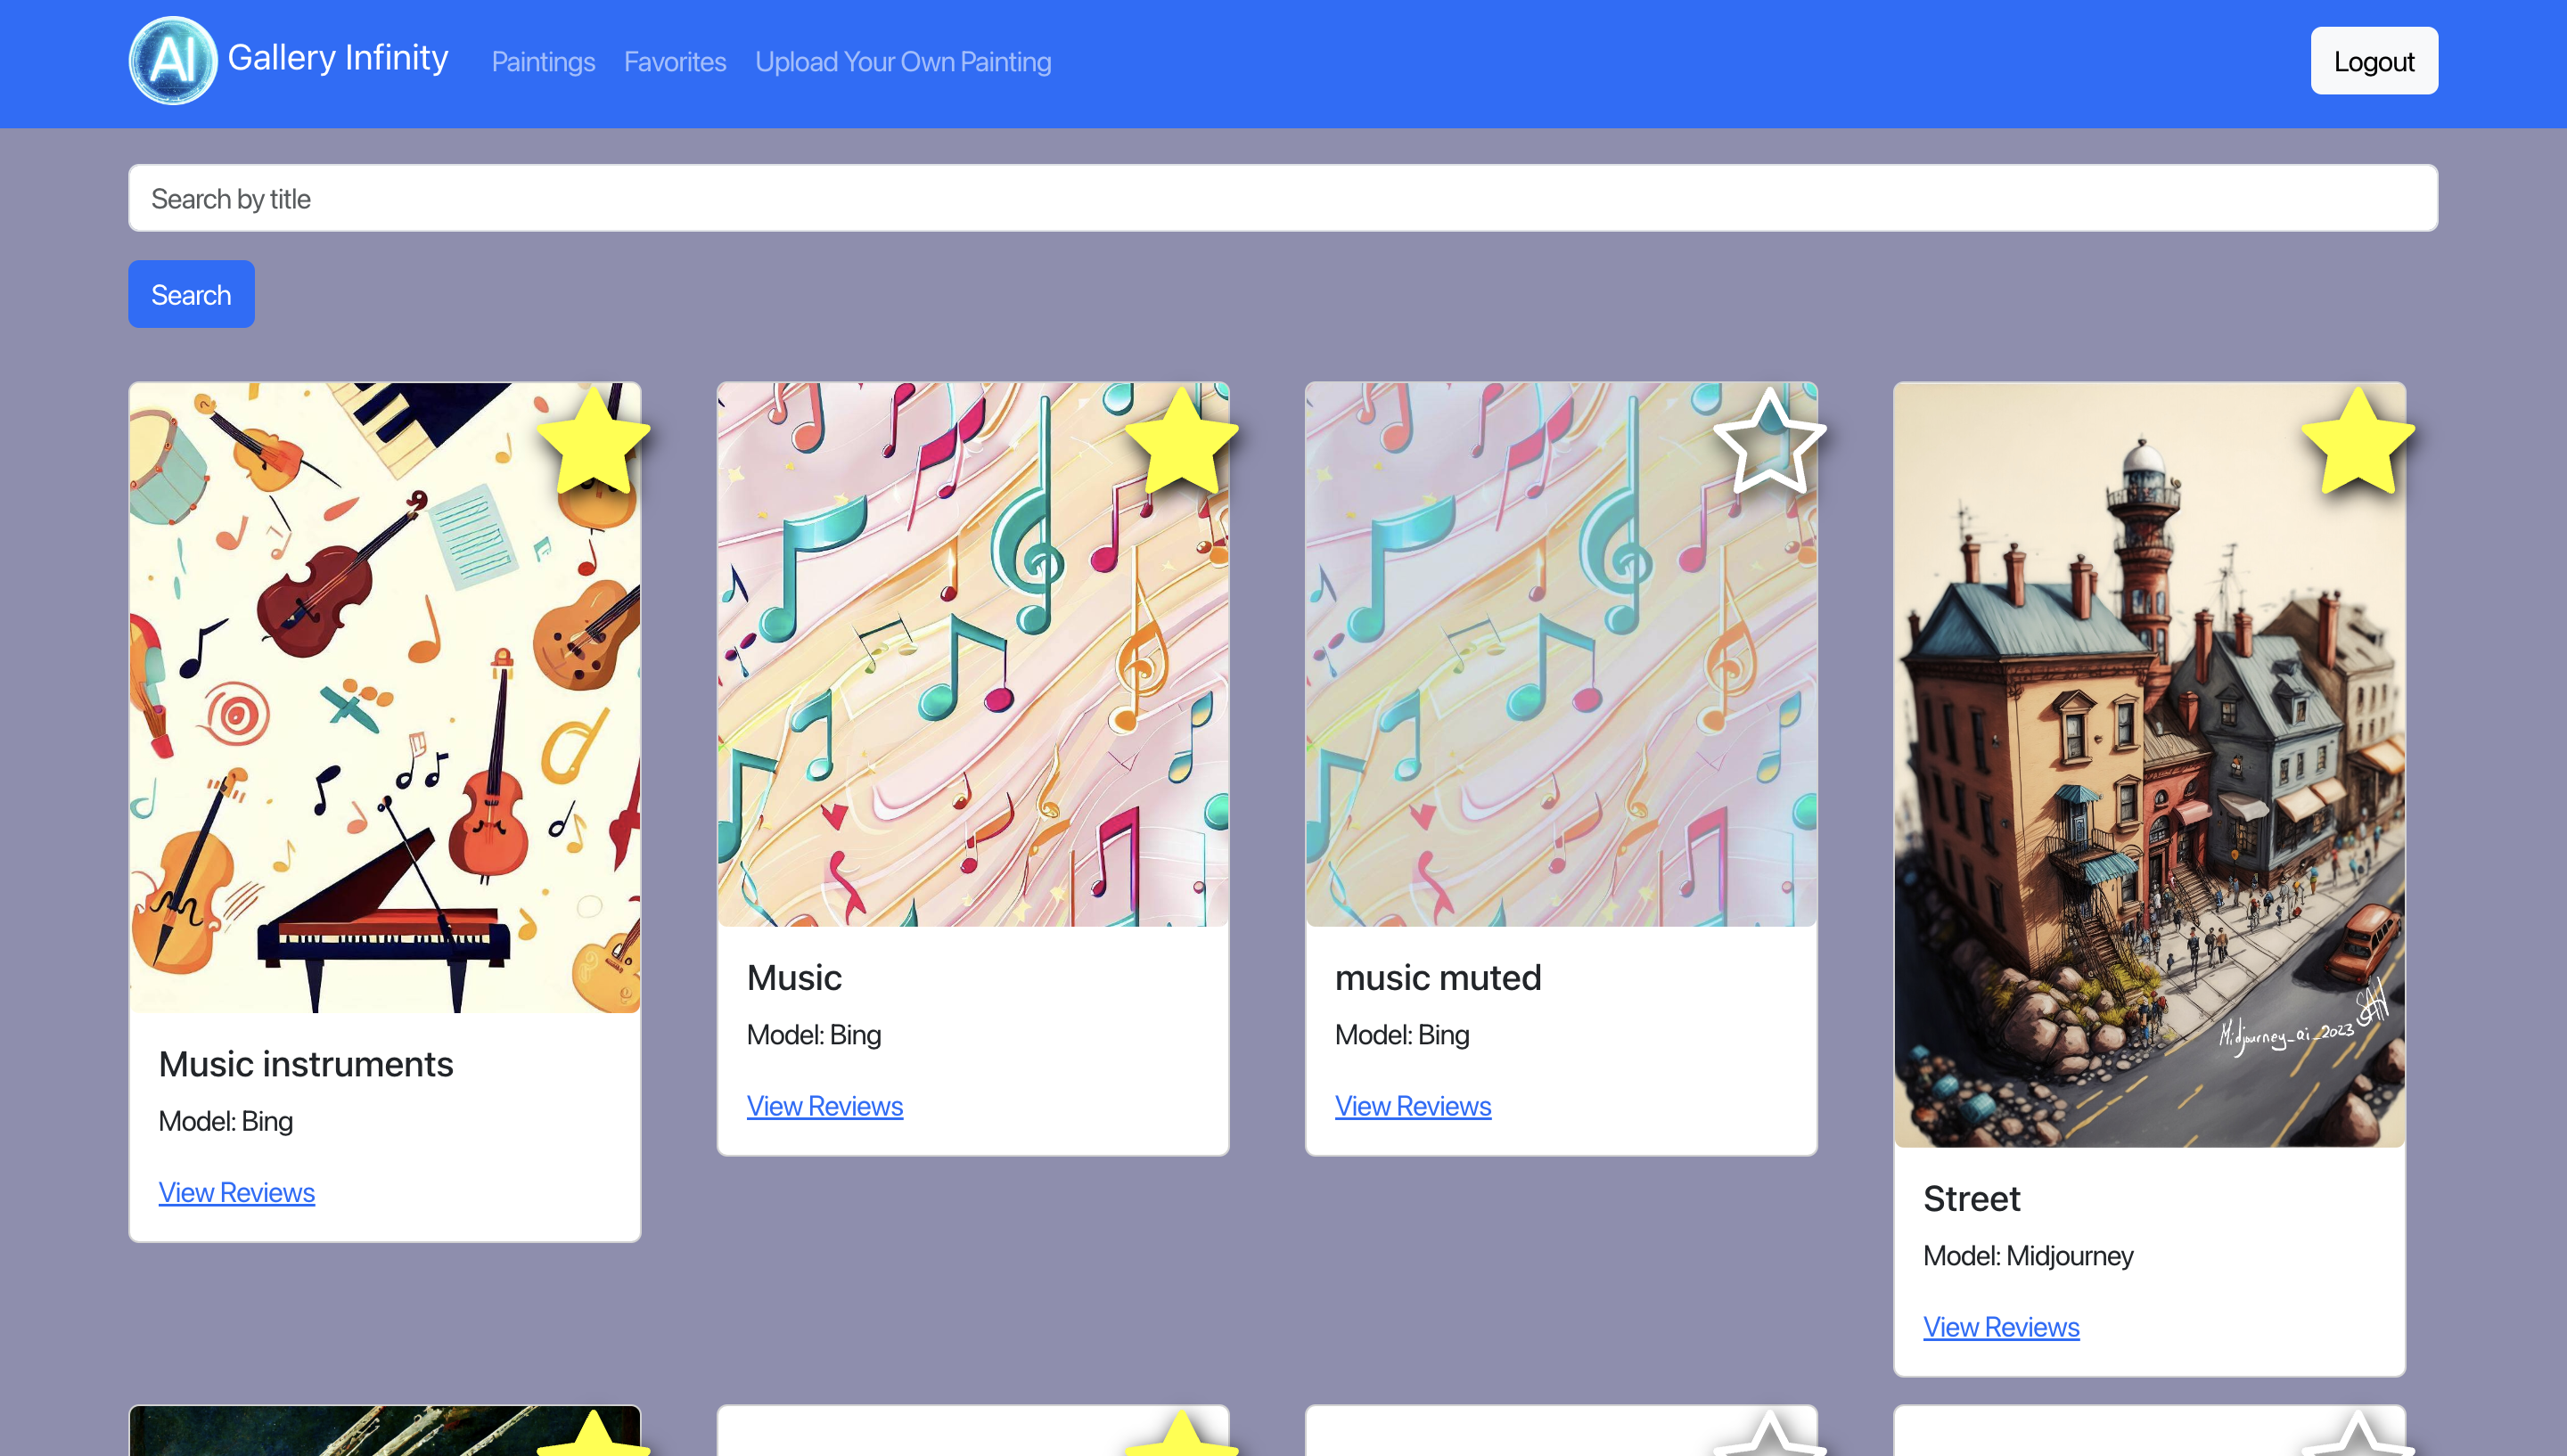 AI Gallery Infinity Paintings Favorites Upload Your Own Painting Logout
Search by title
Search
Music instruments
Model: Bing
View Reviews
Music
Model: Bing
View Reviews
music muted
Model: Bing
View Reviews
Midjourney_ai_2023
Street
Model: Midjourney
View Reviews